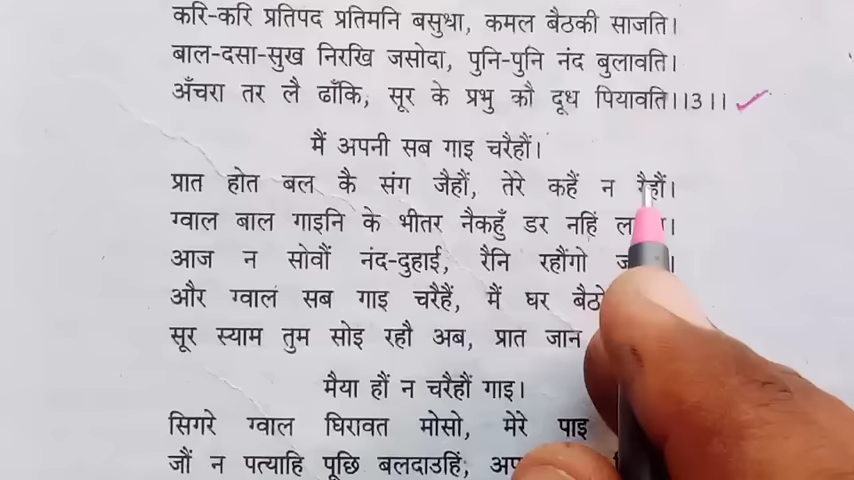 करि-करि प्रतिपद प्रतिमनि बसुधा, कमल बैठकी साजति।
बाल-दसा-सुख निरखि जसोदा, पुनि-पुनि नंद बुलावति।
अँचरा तर लै ढाँकि, सूर के प्रभु कौ दूध पियावति।।3।।
मैं अपनी सब गाइ चरैहौं।
प्रात होत बल कै संग जैहौं, तेरे कहैं न रैहौं।
ग्वाल बाल गाइनि के भीतर नैकहुँ डर नहिं
आज न सोवौं नंद-दुहाई, रैनि रहौंगो
और ग्वाल सब गाइ चरैहैं, मैं घर
सूर स्याम तुम सोइ रहौ अब, प्रात जान
मैया हौं न चरैहौं गाइ।
सिगरे ग्वाल घिरावत मोसो, मेरे पाइ
जौं न पत्याहि पूछि बलदाउहिं,